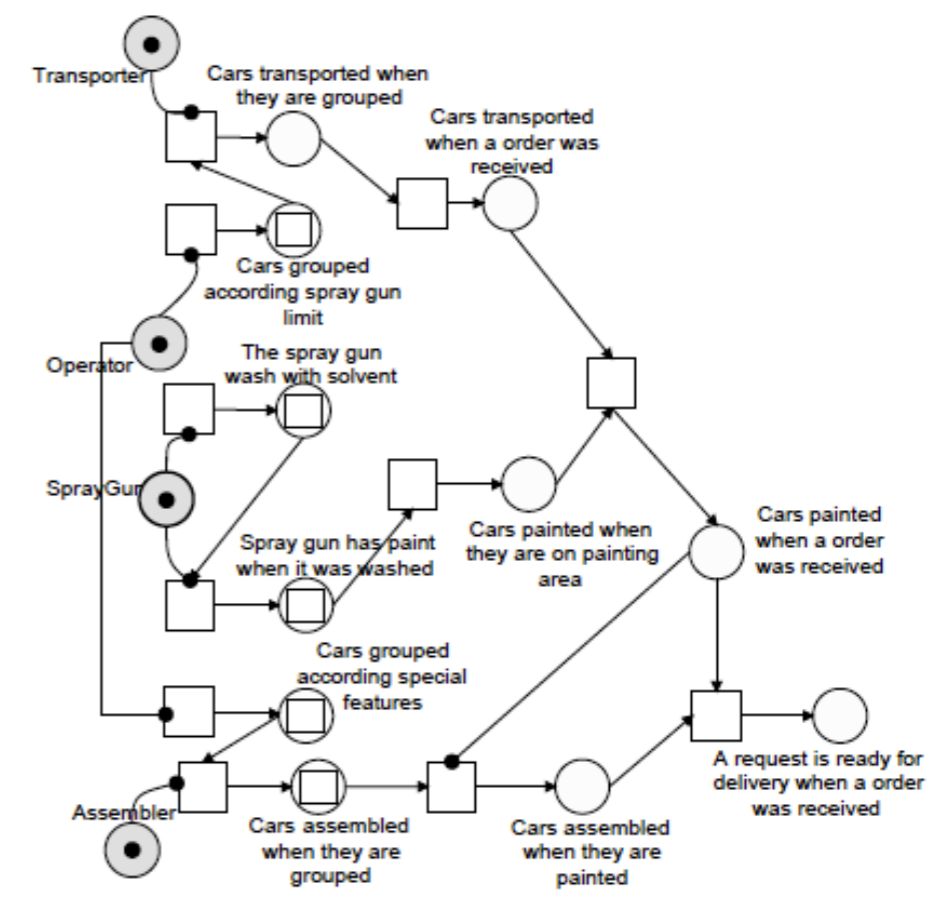 Transporter
Cars transported when
they are grouped
Cars transported
when a order was
received
Cars grouped
according spray gun
limit
Operator
The spray gun
wash with solvent
SprayGun
Cars painted when
they are on painting
area
Cars painted
when a order
was received
Spray gun has paint
when it was washed
Cars grouped
according special
features
A request is ready for
delivery when a order
was received
Assembler
Cars assembled
when they are
grouped
Cars assembled
when they are
painted